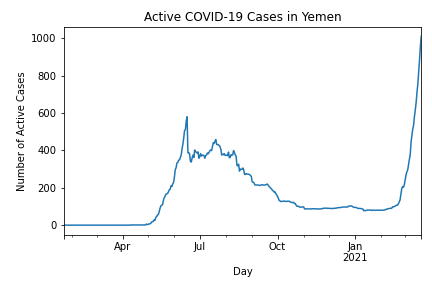 Active COVID-19 Cases in Yemen
1000
800
600
400
200
0
Number of Active Cases
Apr
Jul
Oct
Jan
2021
Day